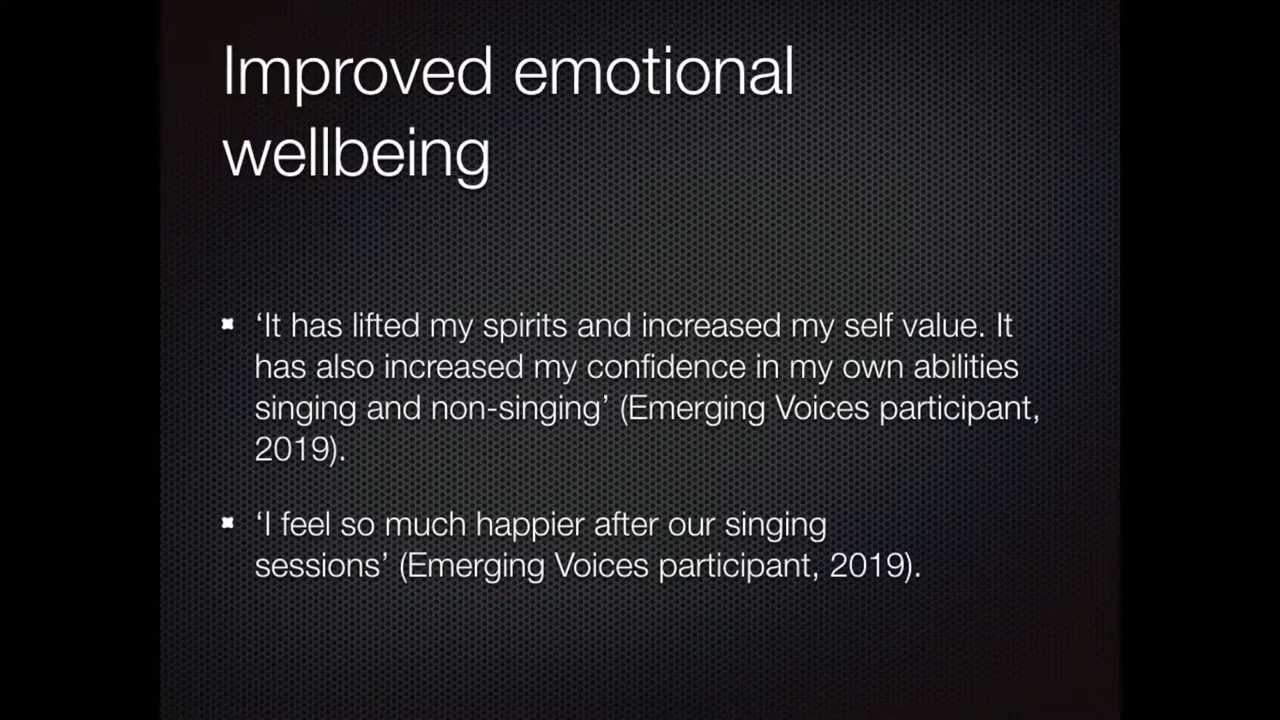 Improved emotional
wellbeing
‘It has lifted my spirits and increased my self value. It
has also increased my confidence in my own abilities
singing and non-singing’ (Emerging Voices participant,
2019).
‘I feel so much happier after our singing
sessions’ (Emerging Voices participant, 2019).